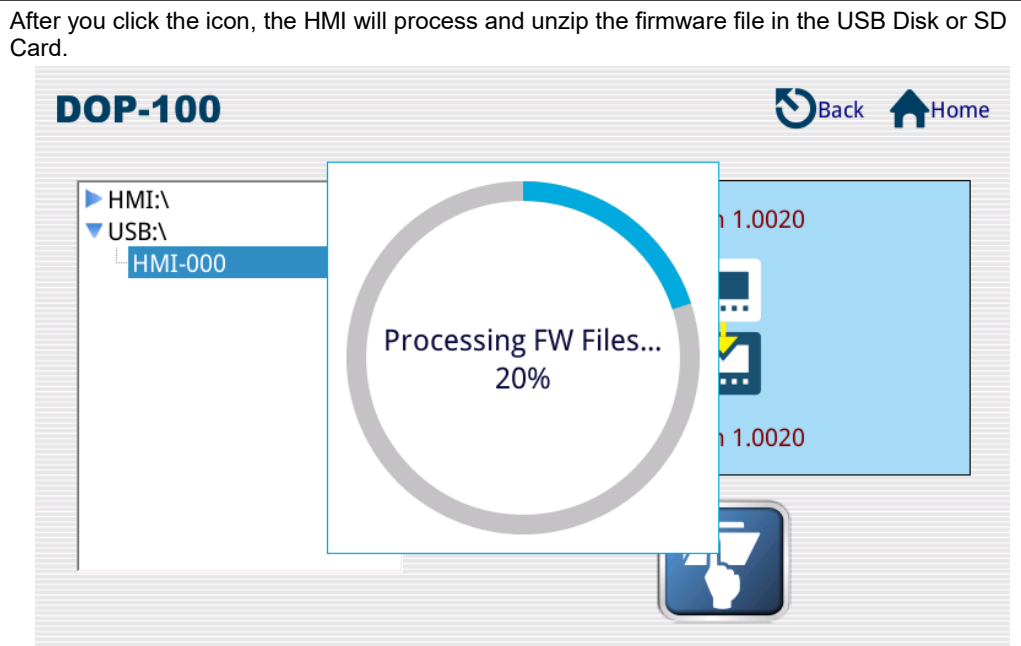 After you click the icon, the HMI will process and unzip the firmware file in the USB Disk or SD
Card.
DOP-100
Back
Home
HMI:\
USB:\
HMI-000
1.0020
Processing FW Files...
20%
1.0020